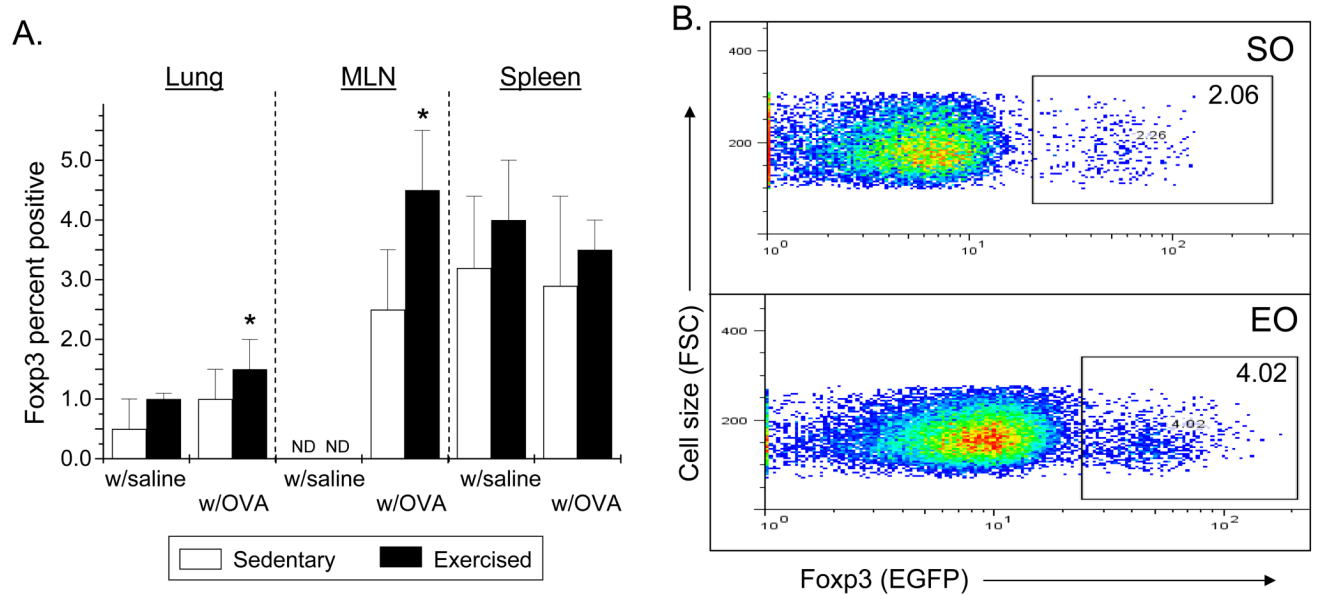 A.
Lung MLN Spleen
Foxp3 percent positive
5.0
4.0
3.0
2.0
1.0
0.0
*
*
ND ND
w/saline w/saline w/saline
w/OVA w/OVA w/OVA
Sedentary Exercised
B.
SO
400
200
2.06
2.26
10⁰ 10¹ 10²
EO
400
200
4.02
4.02
10⁰ 10¹ 10²
Cell size (FSC)
Foxp3 (EGFP)